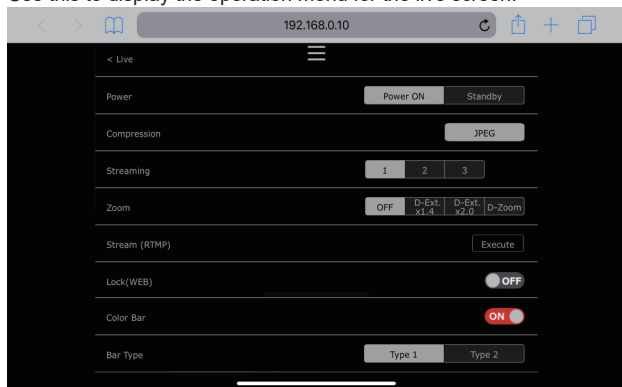 Use this to display the operation menu for the live screen.
192.168.0.10
< Live
Power
Power ON
Standby
Compression
JPEG
Streaming
1
2
3
Zoom
OFF
D-Ext.
x1.4
D-Ext.
x2.0
D-Zoom
Stream (RTMP)
Execute
Lock(WEB)
OFF
Color Bar
ON
Bar Type
Type 1
Type 2